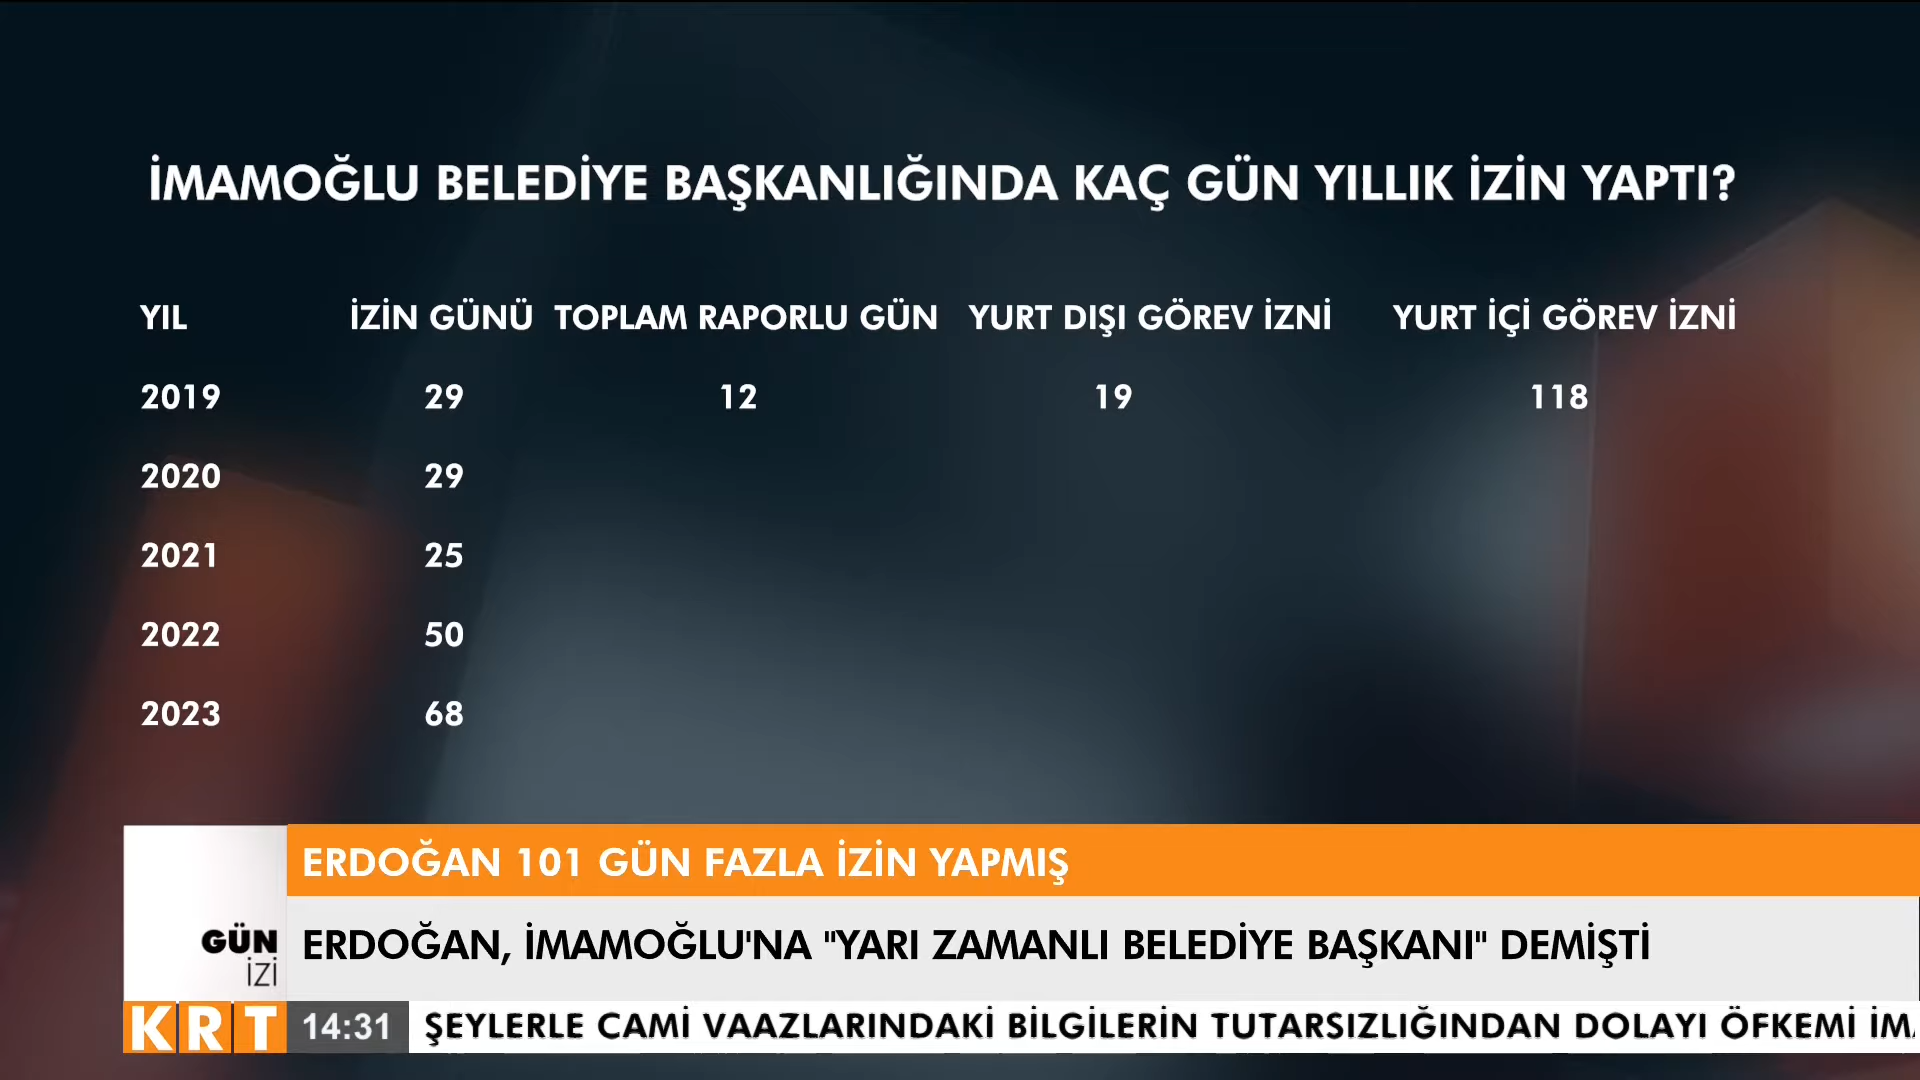 İMAMOĞLU BELEDİYE BAŞKANLIĞINDA KAÇ GÜN YILLIK İZİN YAPTI?
YIL İZİN GÜNÜ TOPLAM RAPORLU GÜN YURT DIŞI GÖREV İZNİ YURT İÇİ GÖREV İZNİ
2019 29 12 19 118
2020 29
2021 25
2022 50
2023 68
ERDOĞAN 101 GÜN FAZLA İZİN YAPMIŞ
GÜN
İZİ
ERDOĞAN, İMAMOĞLU'NA "YARI ZAMANLI BELEDİYE BAŞKANI" DEMİŞTİ
KRT 14:31 ŞEYLERLE CAMİ VAAZLARINDAKİ BİLGİLERİN TUTARSIZLIĞINDAN DOLAYI ÖFKEMİ